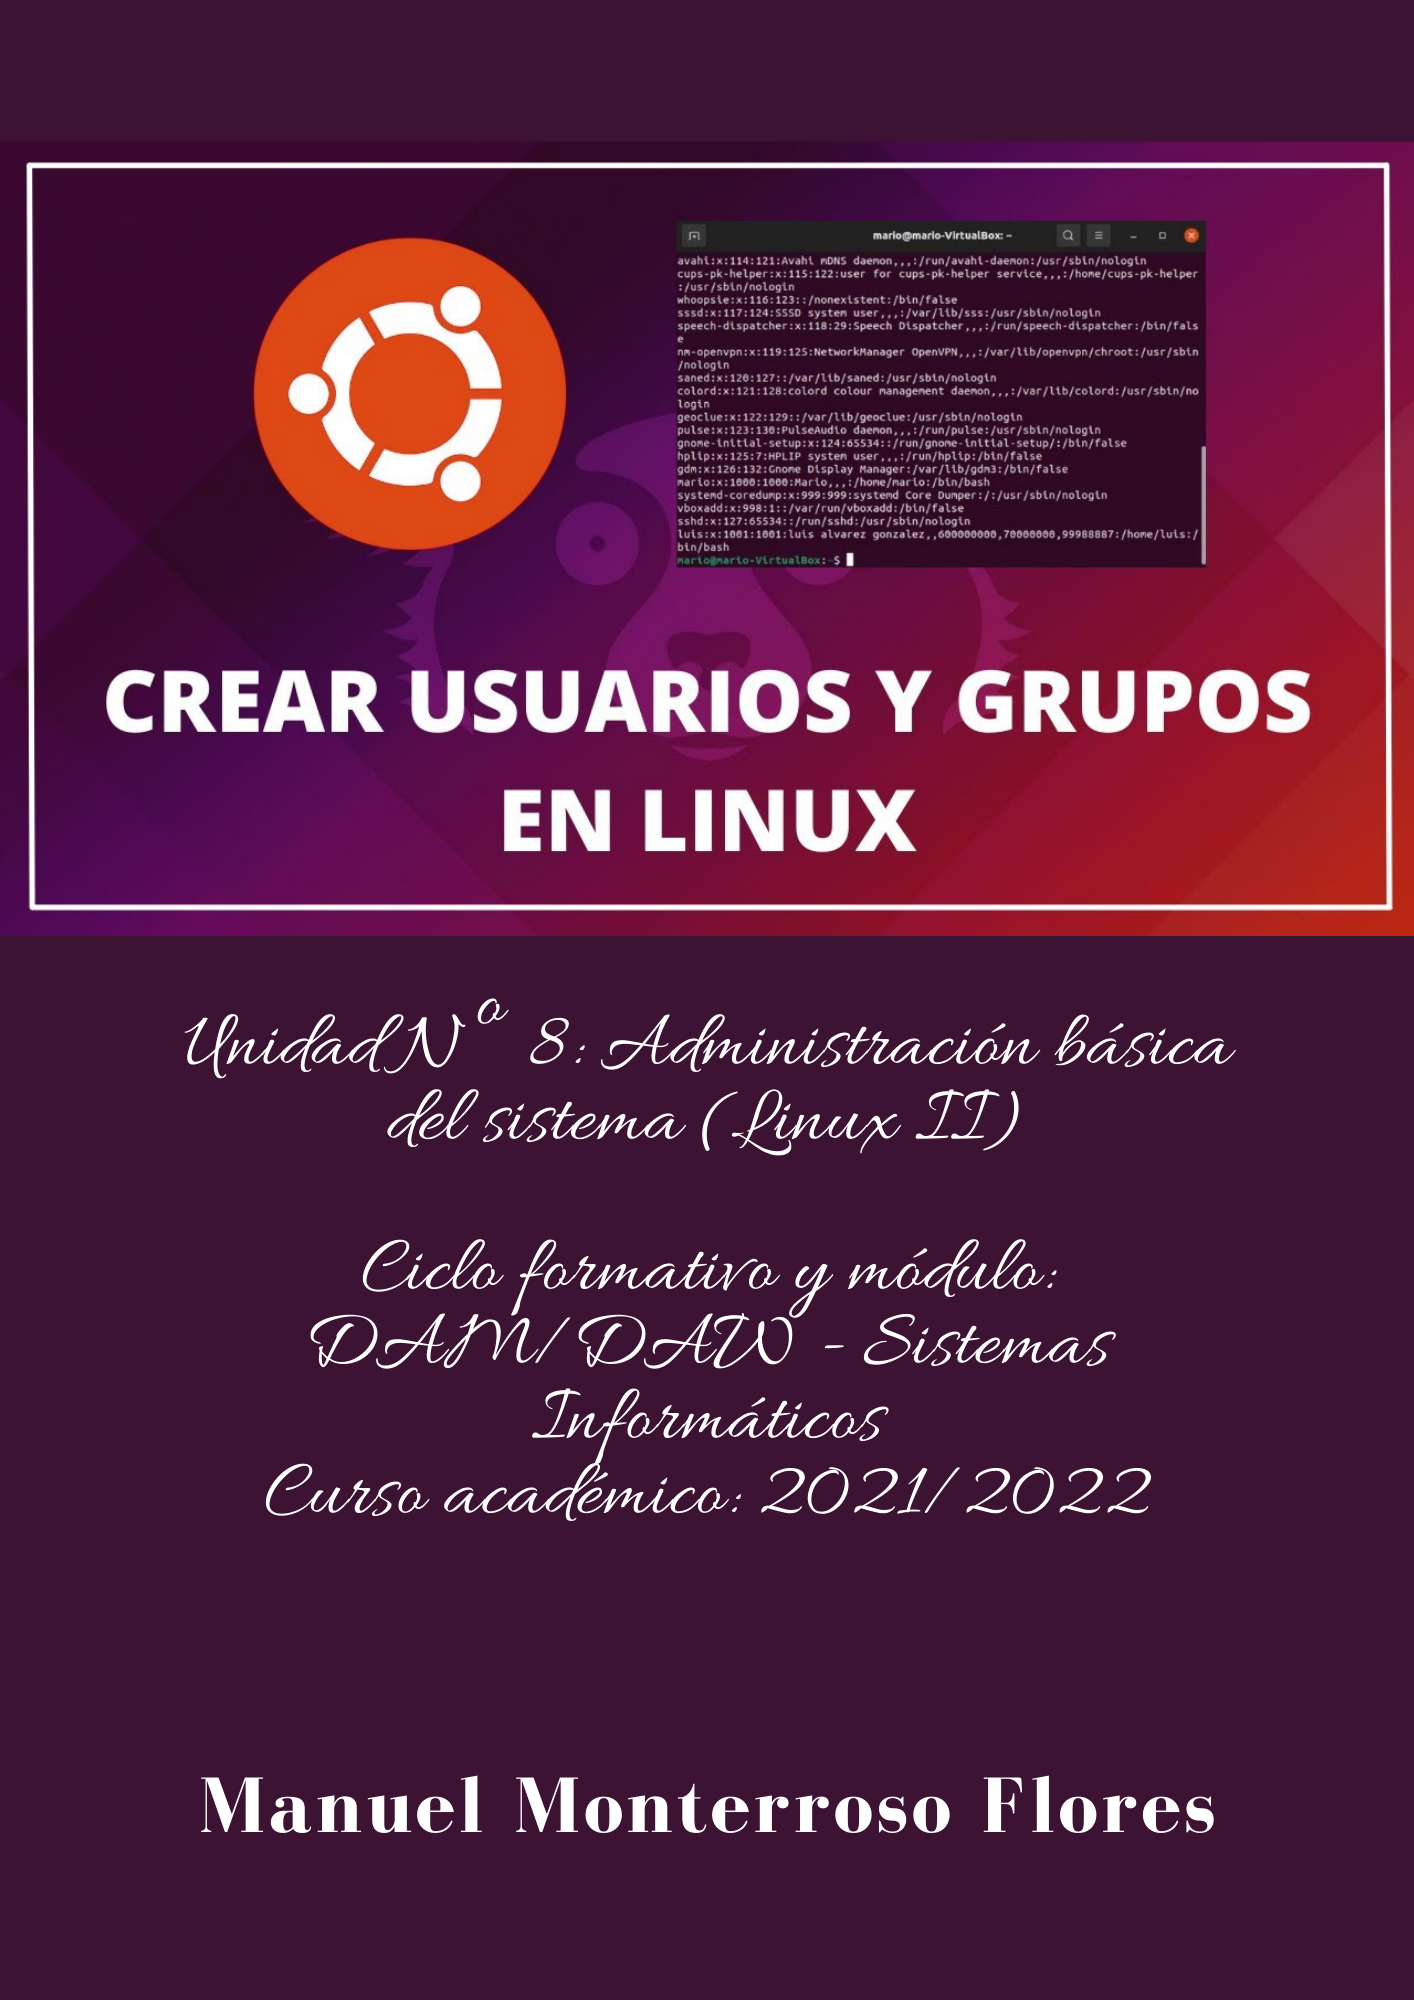 mario@mario-VirtualBox: ~
avahi:x:114:121:Avahi mDNS daemon,,,:/run/avahi-daemon:/usr/sbin/nologin
cups-pk-helper:x:115:122:user for cups-pk-helper service,,,:/home/cups-pk-helper
:/usr/sbin/nologin
whoopsie:x:116:123::/nonexistent:/bin/false
sssd:x:117:124:SSSD system user,,,:/var/lib/sss:/usr/sbin/nologin
speech-dispatcher:x:118:29:Speech Dispatcher,,,:/run/speech-dispatcher:/bin/fals
e
nm-openvpn:x:119:125:NetworkManager OpenVPN,,,:/var/lib/openvpn/chroot:/usr/sbin
/nologin
saned:x:120:127::/var/lib/saned:/usr/sbin/nologin
colord:x:121:128:colord colour management daemon,,,:/var/lib/colord:/usr/sbin/no
login
geoclue:x:122:129::/var/lib/geoclue:/usr/sbin/nologin
pulse:x:123:130:PulseAudio daemon,,,:/run/pulse:/usr/sbin/nologin
gnome-initial-setup:x:124:65534::/run/gnome-initial-setup/:/bin/false
hplip:x:125:7:HPLIP system user,,,:/run/hplip:/bin/false
gdm:x:126:132:Gnome Display Manager:/var/lib/gdm3:/bin/false
mario:x:1000:1000:Mario,,,:/home/mario:/bin/bash
systemd-coredump:x:999:999:systemd Core Dumper:/:/usr/sbin/nologin
vboxadd:x:998:1::/var/run/vboxadd:/bin/false
sshd:x:127:65534::/run/sshd:/usr/sbin/nologin
luis:x:1001:1001:luis alvarez gonzalez,,600000000,70000000,99988887:/home/luis:/
bin/bash
mario@mario-VirtualBox:~$
CREAR USUARIOS Y GRUPOS
EN LINUX
Unidad Nº 8: Administración básica
del sistema (Linux II)
Ciclo formativo y módulo:
DAM/DAW - Sistemas
Informáticos
Curso académico: 2021/2022
Manuel Monterroso Flores